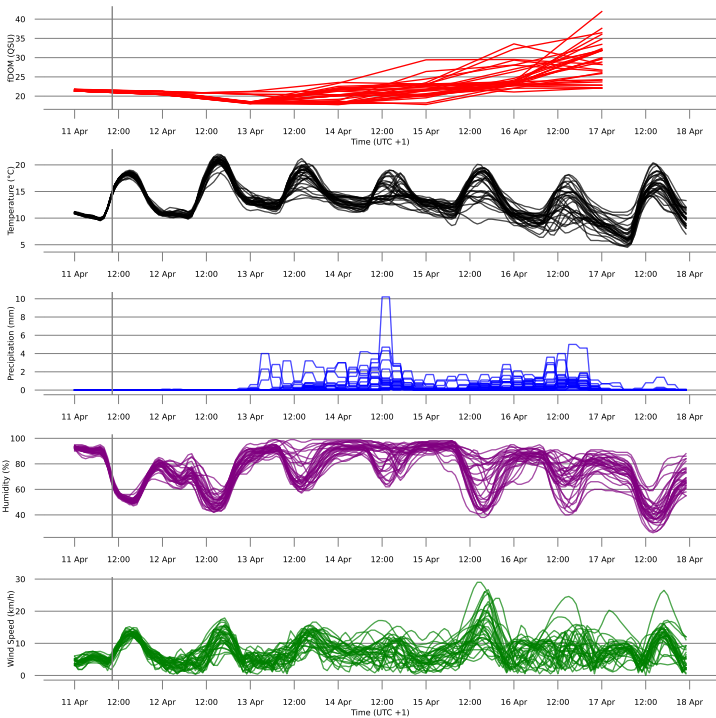 40
35
30
25
20
fDOM (QSU)
11 Apr 12:00 12 Apr 12:00 13 Apr 12:00 14 Apr 12:00 15 Apr 12:00 16 Apr 12:00 17 Apr 12:00 18 Apr
Time (UTC +1)
20
15
10
5
Temperature (°C)
11 Apr 12:00 12 Apr 12:00 13 Apr 12:00 14 Apr 12:00 15 Apr 12:00 16 Apr 12:00 17 Apr 12:00 18 Apr
10
8
6
4
2
0
Precipitation (mm)
11 Apr 12:00 12 Apr 12:00 13 Apr 12:00 14 Apr 12:00 15 Apr 12:00 16 Apr 12:00 17 Apr 12:00 18 Apr
100
80
60
40
Humidity (%)
11 Apr 12:00 12 Apr 12:00 13 Apr 12:00 14 Apr 12:00 15 Apr 12:00 16 Apr 12:00 17 Apr 12:00 18 Apr
30
20
10
0
Wind Speed (km/h)
11 Apr 12:00 12 Apr 12:00 13 Apr 12:00 14 Apr 12:00 15 Apr 12:00 16 Apr 12:00 17 Apr 12:00 18 Apr
Time (UTC +1)